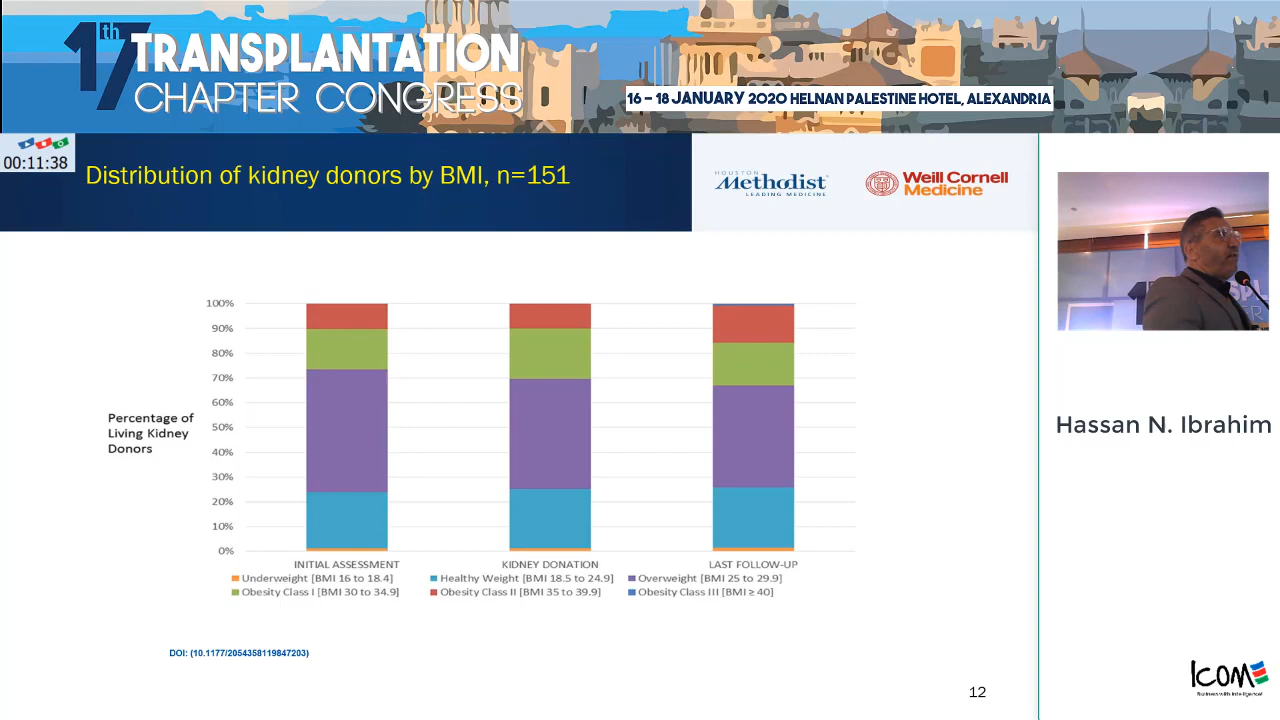 17th TRANSPLANTATION
CHAPTER CONGRESS
16 – 18 JANUARY 2020 HELNAN PALESTINE HOTEL, ALEXANDRIA
00:11:38
Distribution of kidney donors by BMI, n=151
HOUSTON
Methodist
LEADING MEDICINE
Weill Cornell
Medicine
100%
90%
80%
70%
60%
50%
40%
30%
20%
10%
0%
Percentage of
Living Kidney
Donors
INITIAL ASSESSMENT KIDNEY DONATION LAST FOLLOW-UP
Underweight [BMI 16 to 18.4] Healthy Weight [BMI 18.5 to 24.9] Overweight [BMI 25 to 29.9]
Obesity Class I [BMI 30 to 34.9] Obesity Class II [BMI 35 to 39.9] Obesity Class III [BMI ≥ 40]
DOI: (10.1177/2054358119847203)
12
Hassan N. Ibrahim
ICOM
Business with Intelligence!